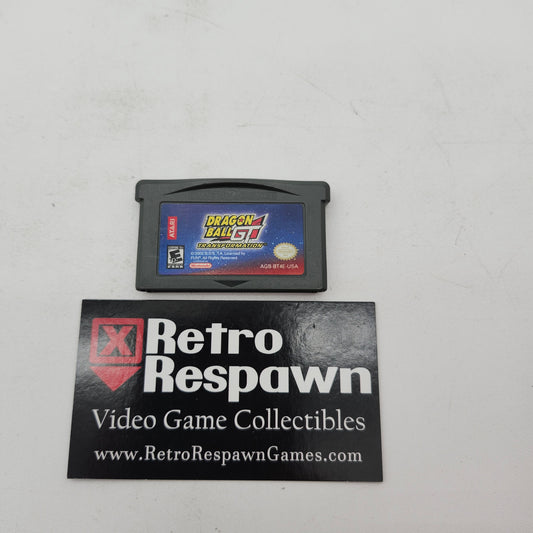 ATARI
DRAGON
BALL GT
TRANSFORMATION
E
AGB-BT4E-USA
X
Retro
Respawn
Video Game Collectibles
www.RetroRespawnGames.com